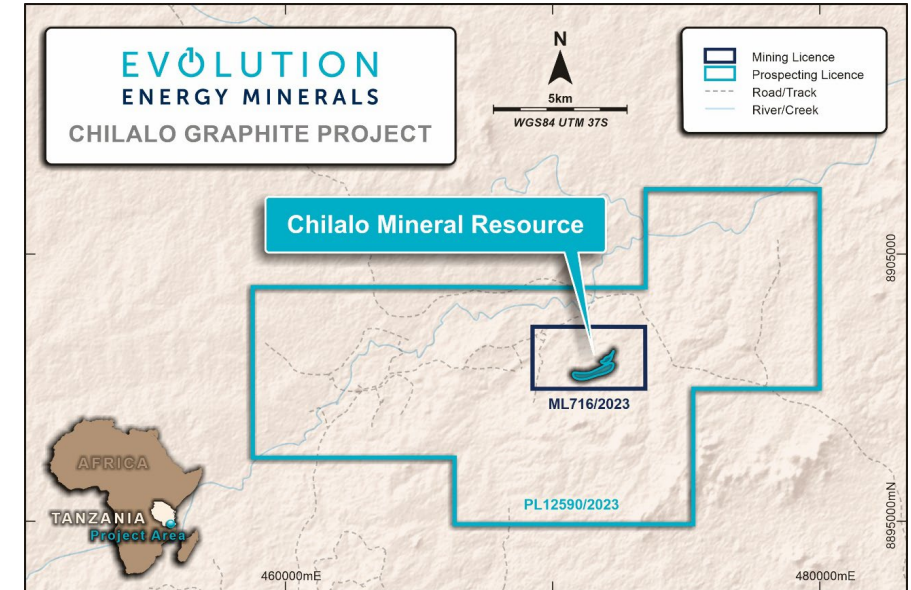 EVOLUTION
ENERGY MINERALS
CHILALO GRAPHITE PROJECT
N
5km
WGS84 UTM 37S
Mining Licence
Prospecting Licence
Road/Track
River/Creek
Chilalo Mineral Resource
8905000
ML716/2023
AFRICA
TANZANIA
Project Area
PL12590/2023
8895000mN
460000mE
480000mE